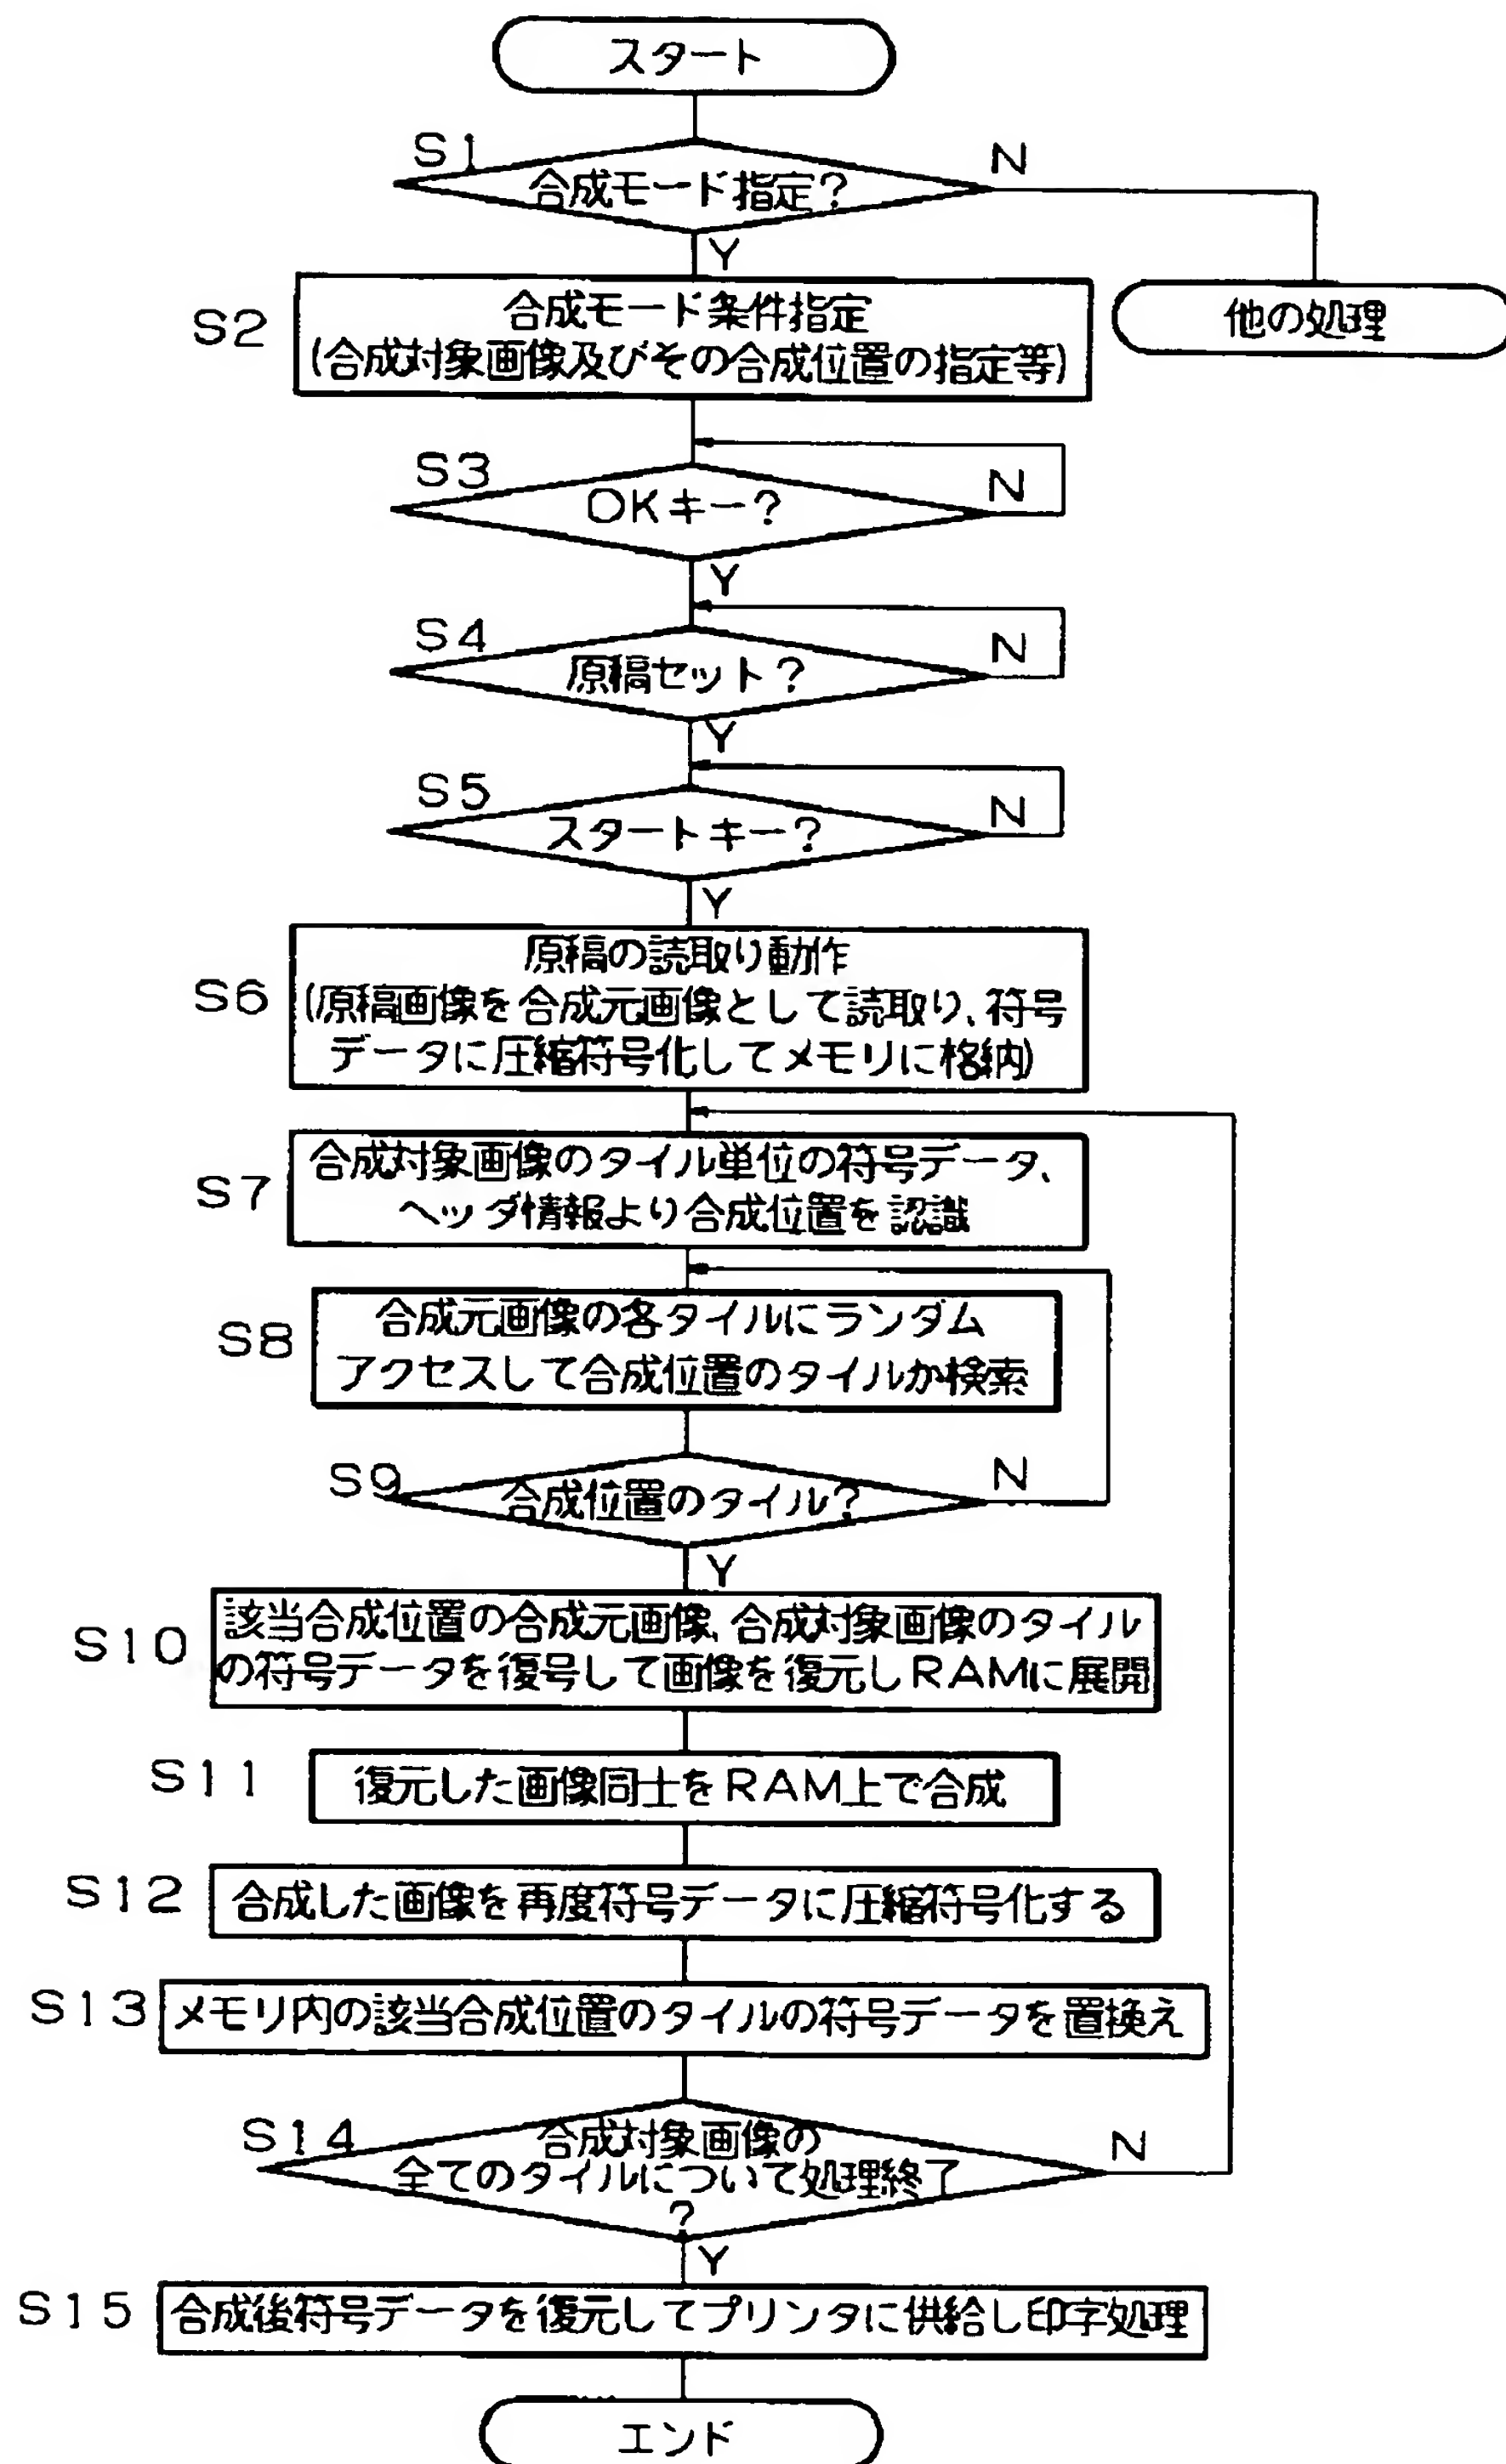 スタート
S1
合成モード指定?
N
Y
他の処理
S2
合成モード条件指定
(合成対象画像及びその合成位置の指定等)
S3
OKキー?
N
Y
S4
原稿セット?
N
Y
S5
スタートキー?
N
Y
S6
原稿の読取り動作
(原稿画像を合成元画像として読取り、符号
データに圧縮符号化してメモリに格納)
S7
合成対象画像のタイル単位の符号データ、
ヘッダ情報より合成位置を認識
S8
合成元画像の各タイルにランダム
アクセスして合成位置のタイルか検索
S9
合成位置のタイル?
N
Y
S10
該当合成位置の合成元画像、合成対象画像のタイル
の符号データを復号して画像を復元しRAMに展開
S11
復元した画像同士をRAM上で合成
S12
合成した画像を再度符号データに圧縮符号化する
S13
メモリ内の該当合成位置のタイルの符号データを置換え
S14
合成対象画像の
全てのタイルについて処理終了
?
N
Y
S15
合成後符号データを復元してプリンタに供給し印字処理
エンド